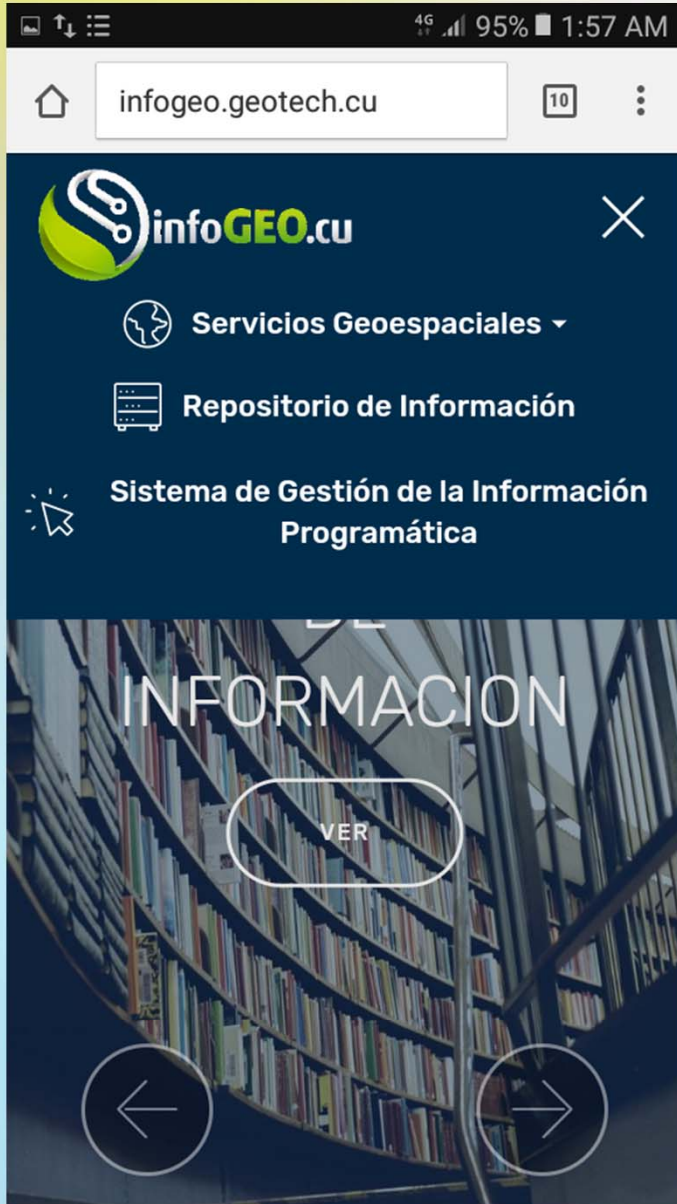 4G 95% 1:57 AM
infogeo.geotech.cu 10
infoGEO.cu
Servicios Geoespaciales
Repositorio de Información
Sistema de Gestión de la Información
Programática
DE
INFORMACION
VER